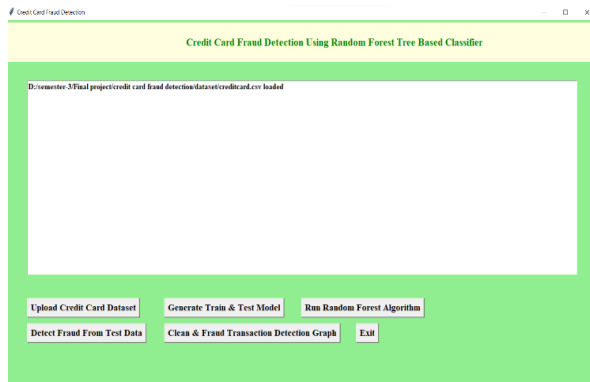 Credit Card Fraud Detection
Credit Card Fraud Detection Using Random Forest Tree Based Classifier
D:/semester-3/Final project/credit card fraud detection/dataset/creditcard.csv loaded
Upload Credit Card Dataset Generate Train & Test Model Run Random Forest Algorithm
Detect Fraud From Test Data Clean & Fraud Transaction Detection Graph Exit